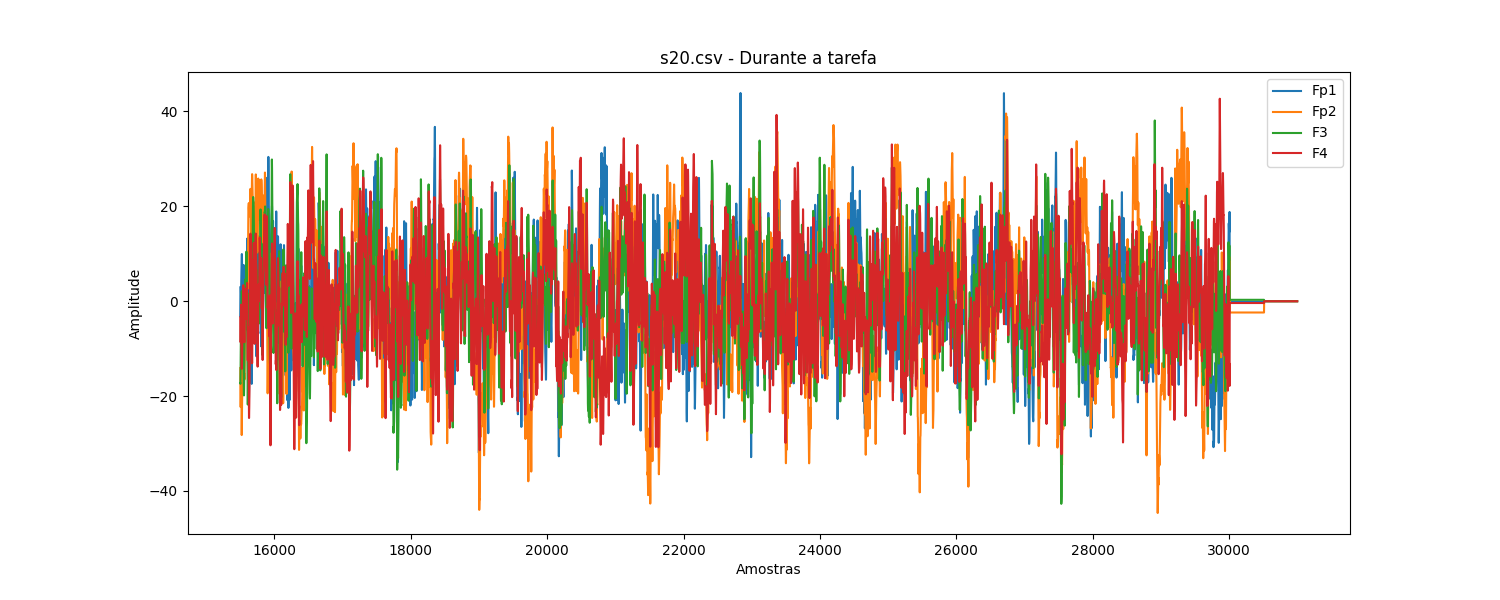 s20.csv - Durante a tarefa
Fp1
Fp2
F3
F4
Amplitude
40
20
0
−20
−40
16000
18000
20000
22000
24000
26000
28000
30000
Amostras